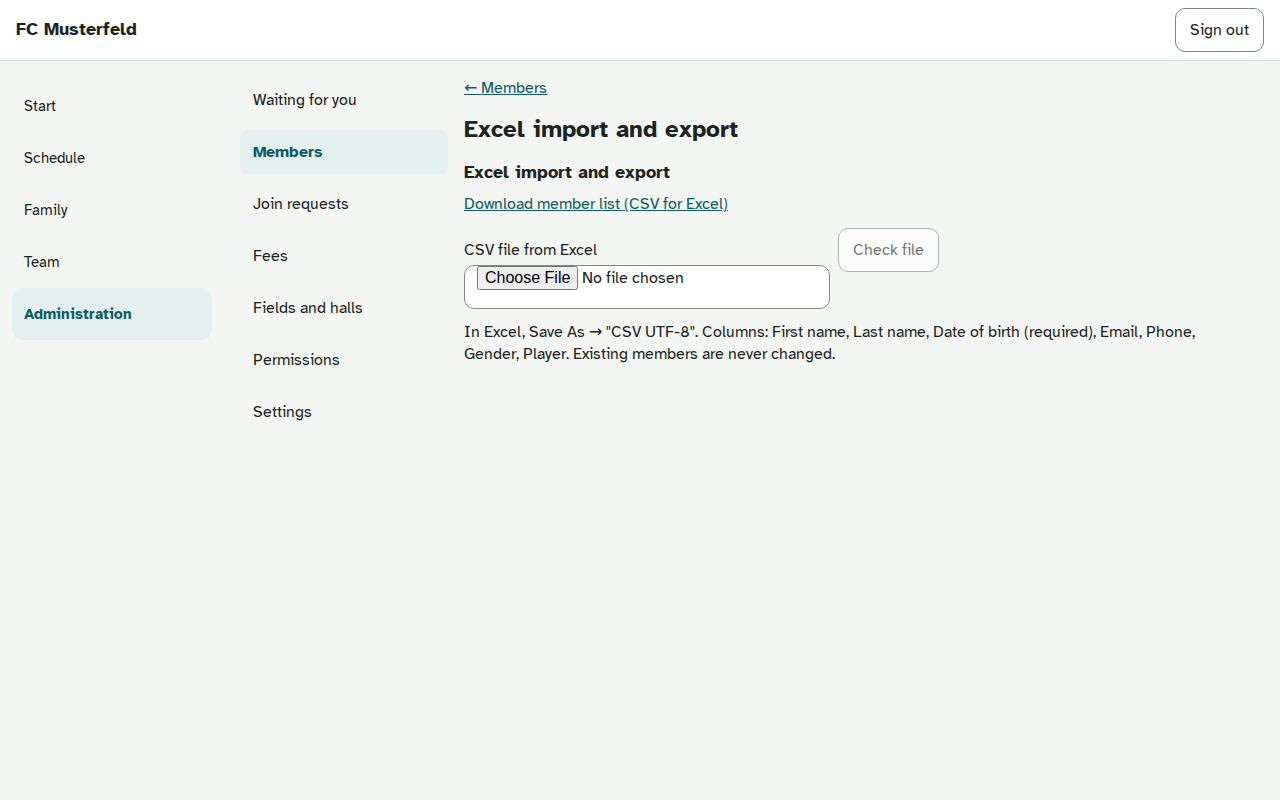 FC Musterfeld
Sign out
Start
Schedule
Family
Team
Administration
Waiting for you
Members
Join requests
Fees
Fields and halls
Permissions
Settings
← Members
Excel import and export
Excel import and export
Download member list (CSV for Excel)
CSV file from Excel
Choose File No file chosen
Check file
In Excel, Save As → "CSV UTF-8". Columns: First name, Last name, Date of birth (required), Email, Phone,
Gender, Player. Existing members are never changed.